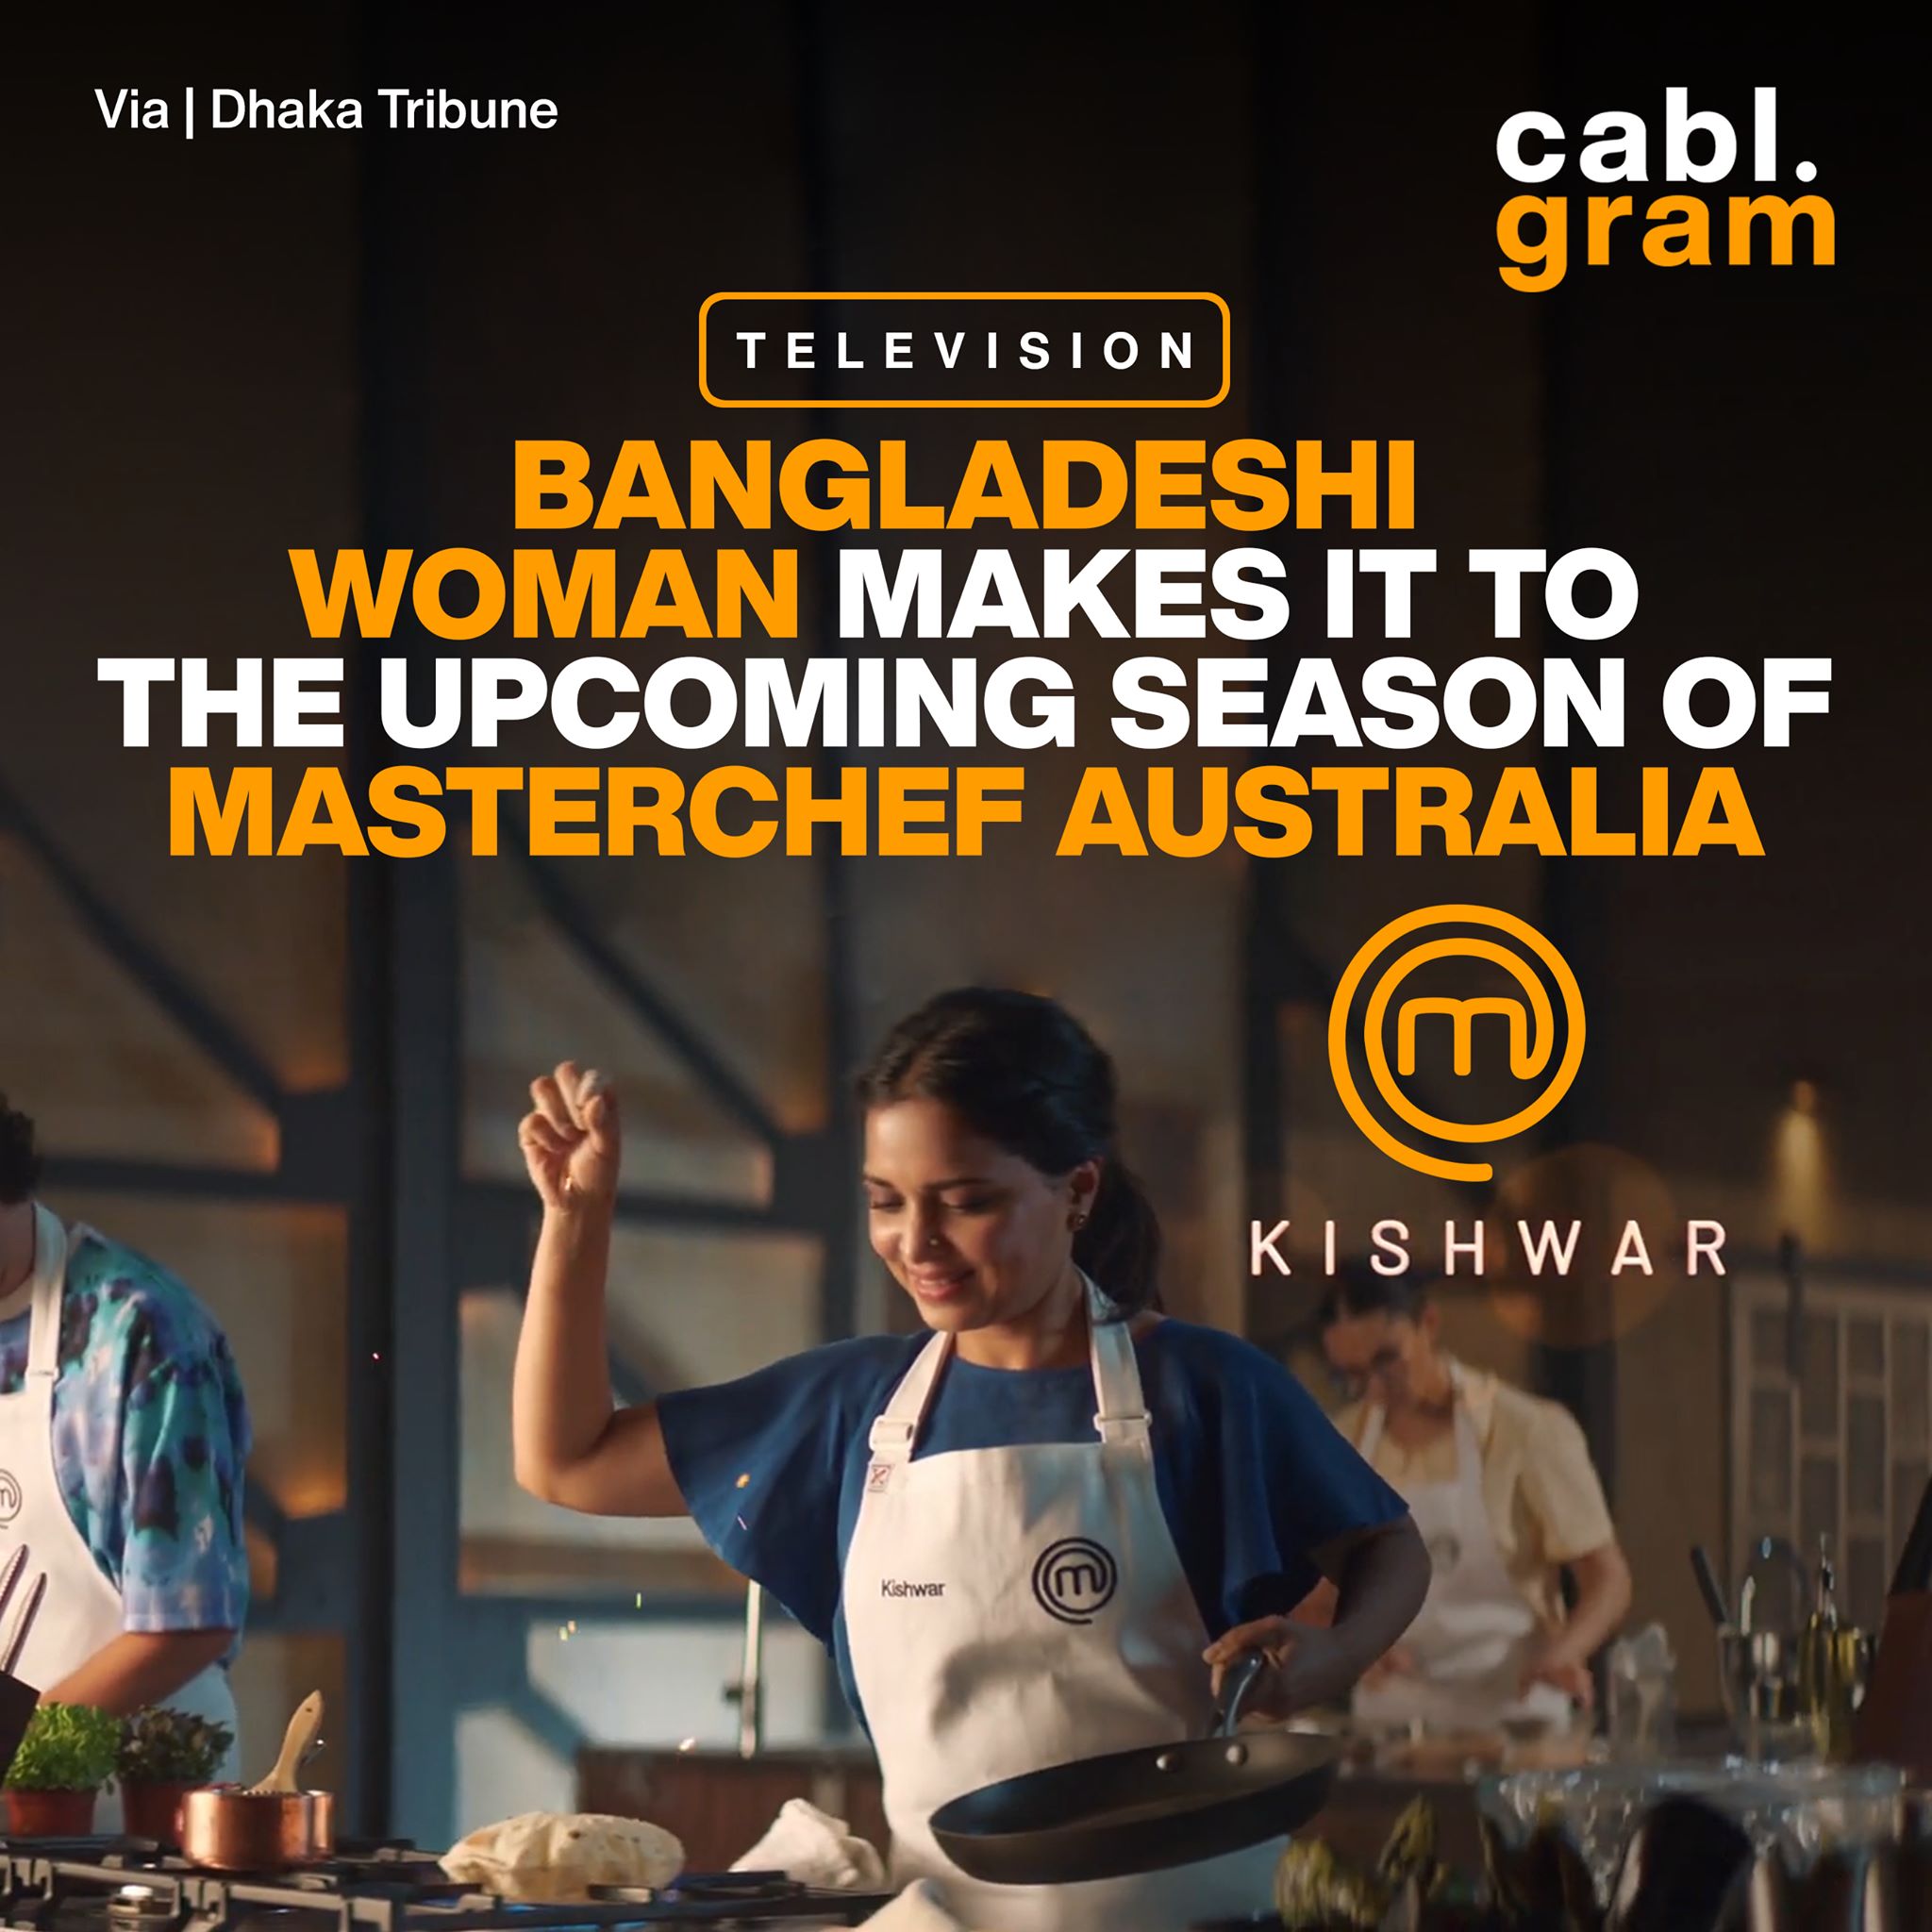 Via | Dhaka Tribune
cabl.
gram
TELEVISION
BANGLADESHI
WOMAN MAKES IT TO
THE UPCOMING SEASON OF
MASTERCHEF AUSTRALIA
m
KISHWAR
Kishwar
m